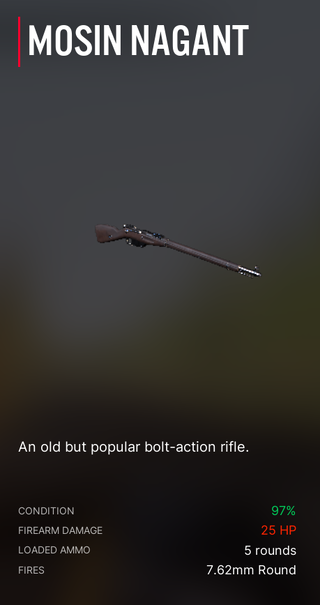 MOSIN NAGANT
An old but popular bolt-action rifle.
CONDITION 97%
FIREARM DAMAGE 25 HP
LOADED AMMO 5 rounds
FIRES 7.62mm Round